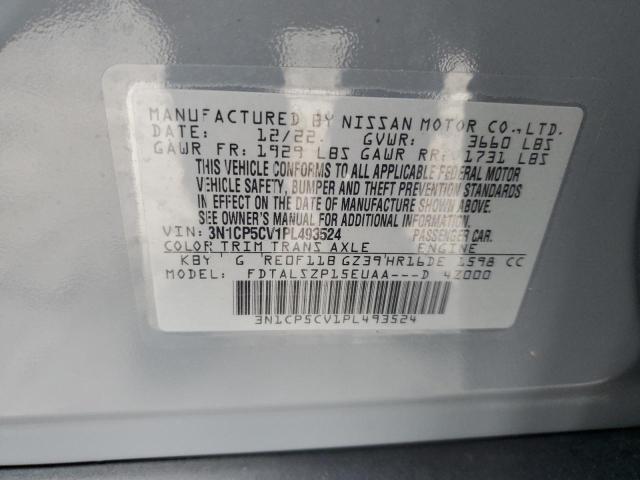 MANUFACTURED BY NISSAN MOTOR CO.,LTD.
DATE: 12/22. GVWR: 3660 LBS
GAWR FR: 1929 LBS GAWR RR: 1731 LBS
THIS VEHICLE CONFORMS TO ALL APPLICABLE FEDERAL MOTOR
VEHICLE SAFETY, BUMPER AND THEFT PREVENTION STANDARDS
IN EFFECT ON THE DATE OF MANUFACTURE SHOWN ABOVE.
SEE OWNER'S MANUAL FOR ADDITIONAL INFORMATION.
VIN: 3N1CP5CV1PL493524 PASSENGER CAR.
COLOR TRIM TRANS AXLE ENGINE
KBY G RE0F11B GZ39 HR16DE 1598 CC
MODEL: FDTALSZP15EUAA---D 4Z000
3N1CP5CV1PL493524